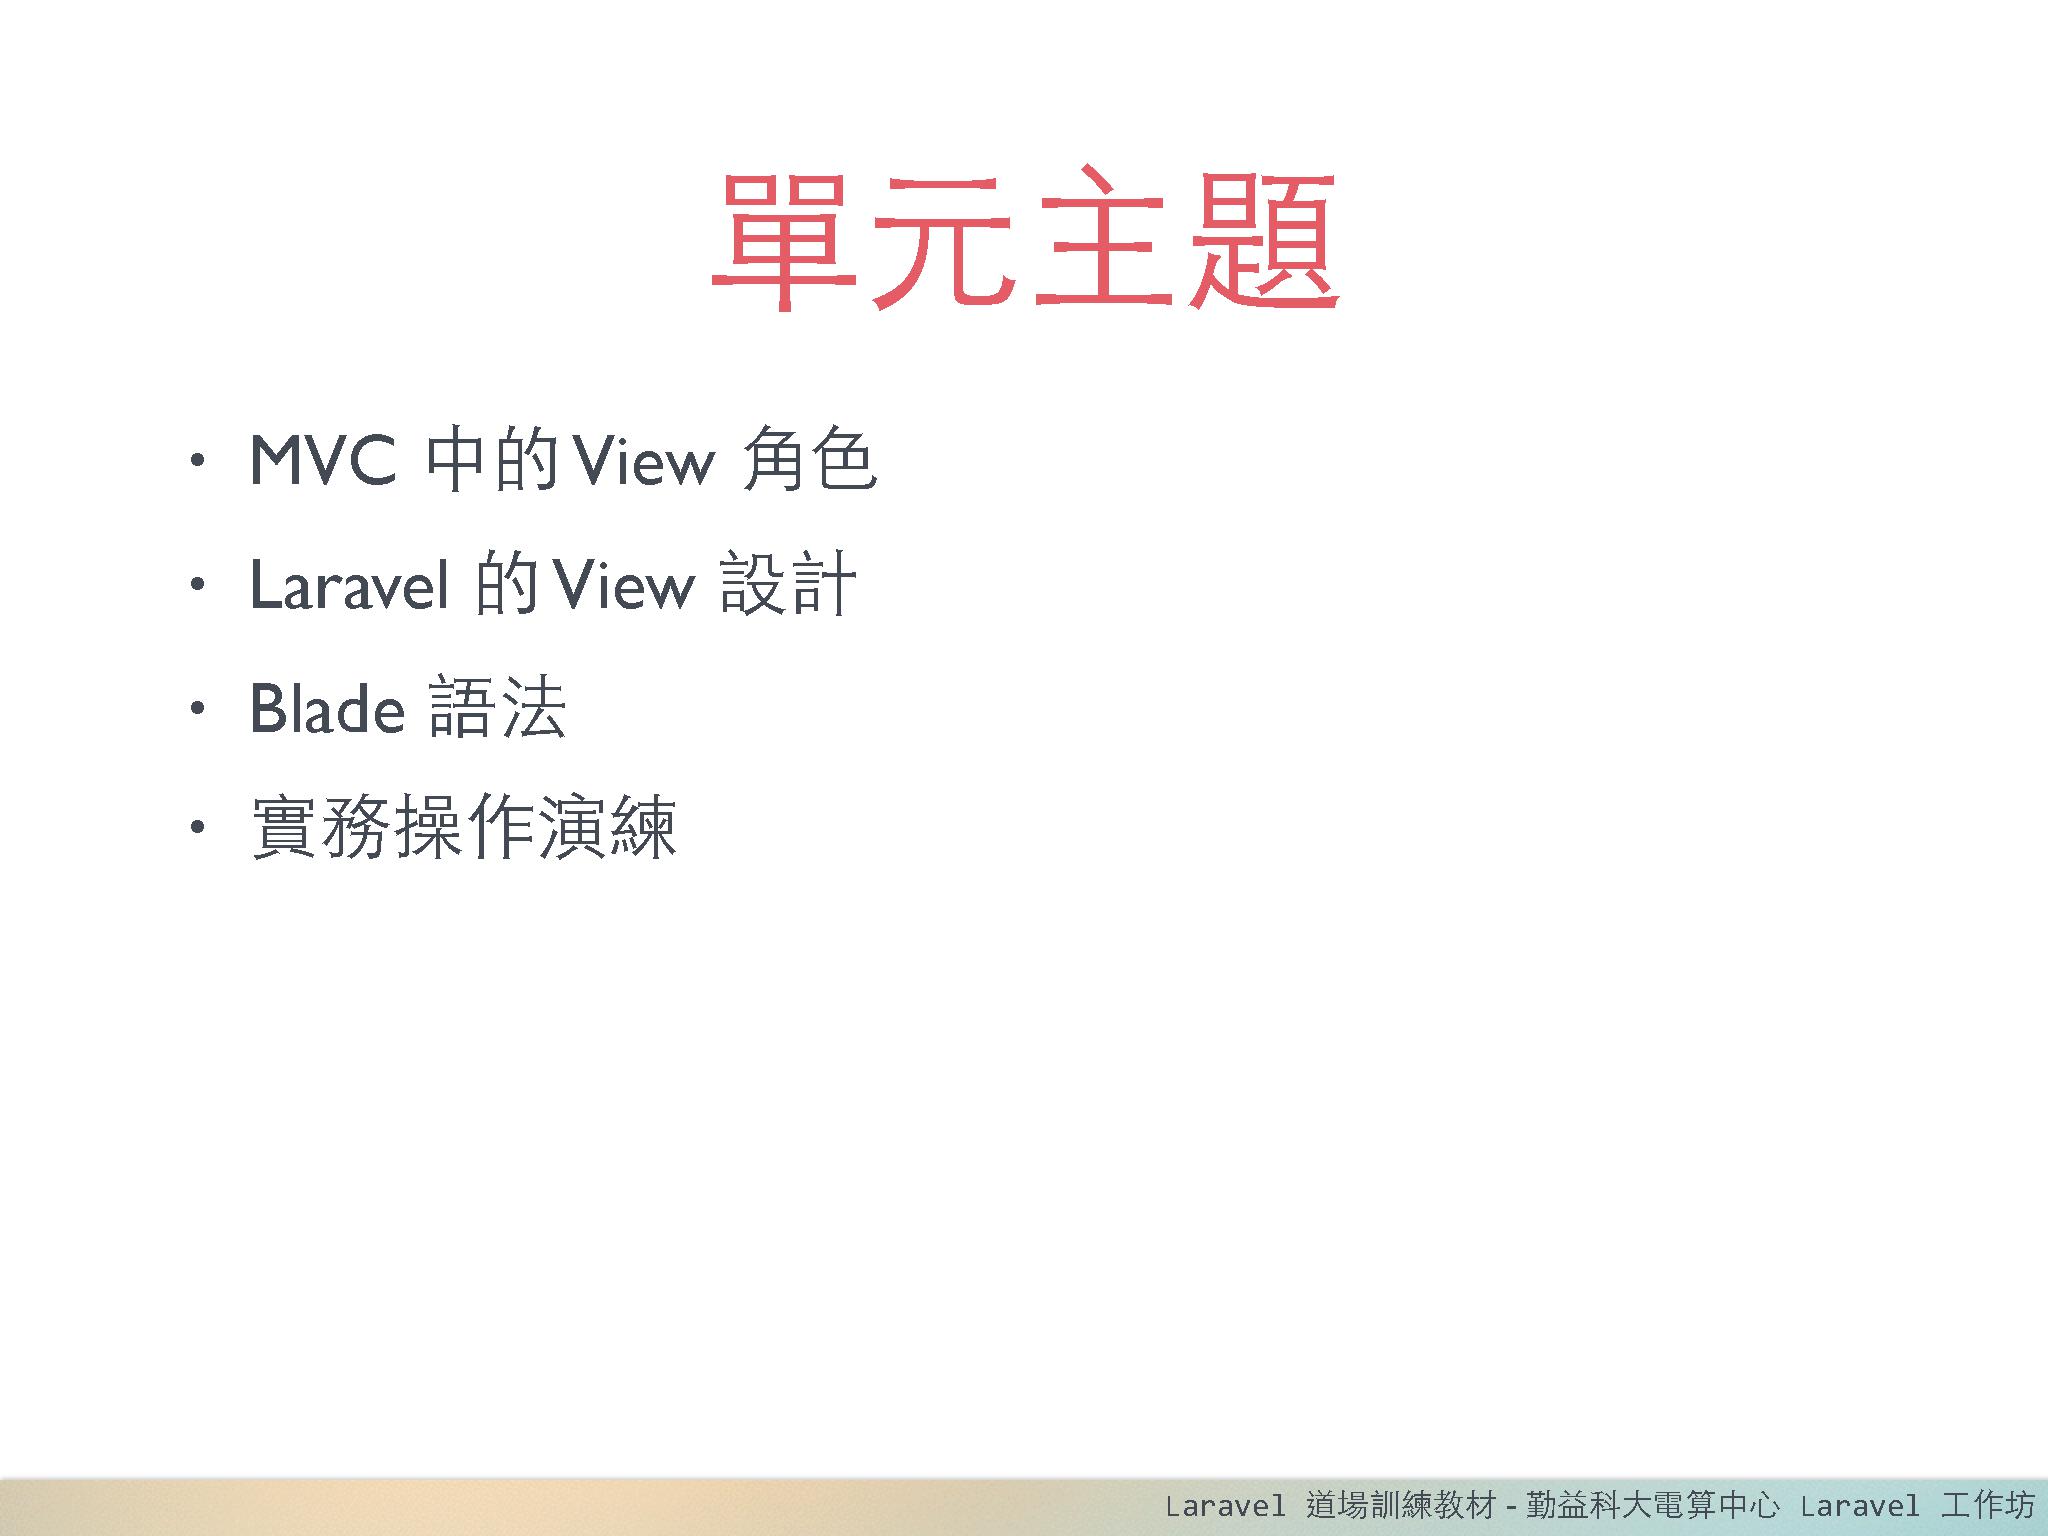 單元主題
• MVC 中的 View 角色
• Laravel 的 View 設計
• Blade 語法
• 實務操作演練
Laravel 道場訓練教材 - 勤益科大電算中心 Laravel 工作坊